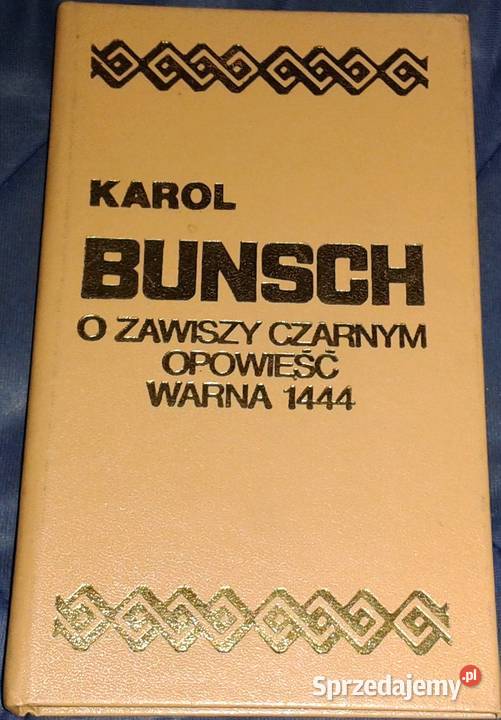 KAROL
BUNSCH
O ZAWISZY CZARNYM
OPOWIEŚĆ
WARNA 1444
Sprzedajemy.pl